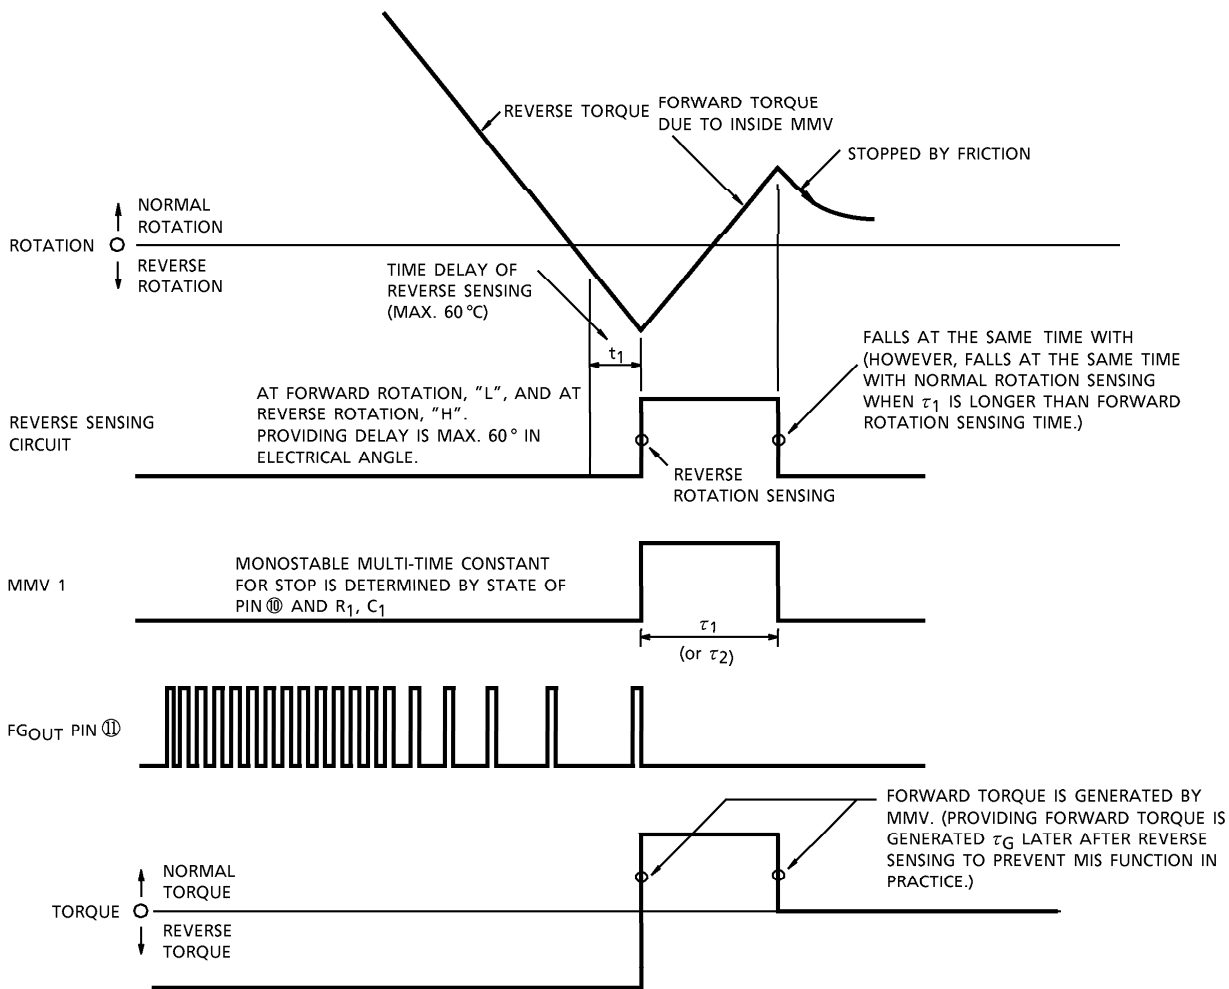 REVERSE TORQUE
FORWARD TORQUE
DUE TO INSIDE MMV
STOPPED BY FRICTION
NORMAL
ROTATION
ROTATION
REVERSE
ROTATION
TIME DELAY OF
REVERSE SENSING
(MAX. 60℃)
t1
FALLS AT THE SAME TIME WITH
(HOWEVER, FALLS AT THE SAME TIME
WITH NORMAL ROTATION SENSING
WHEN τ1 IS LONGER THAN FORWARD
ROTATION SENSING TIME.)
AT FORWARD ROTATION, "L", AND AT
REVERSE ROTATION, "H".
PROVIDING DELAY IS MAX. 60° IN
ELECTRICAL ANGLE.
REVERSE SENSING
CIRCUIT
REVERSE
ROTATION SENSING
MONOSTABLE MULTI-TIME CONSTANT
FOR STOP IS DETERMINED BY STATE OF
PIN ⑩ AND R1, C1
MMV 1
τ1
(or τ2)
FGOUT PIN ⑪
FORWARD TORQUE IS GENERATED BY
MMV. (PROVIDING FORWARD TORQUE IS
GENERATED τG LATER AFTER REVERSE
SENSING TO PREVENT MIS FUNCTION IN
PRACTICE.)
NORMAL
TORQUE
TORQUE
REVERSE
TORQUE